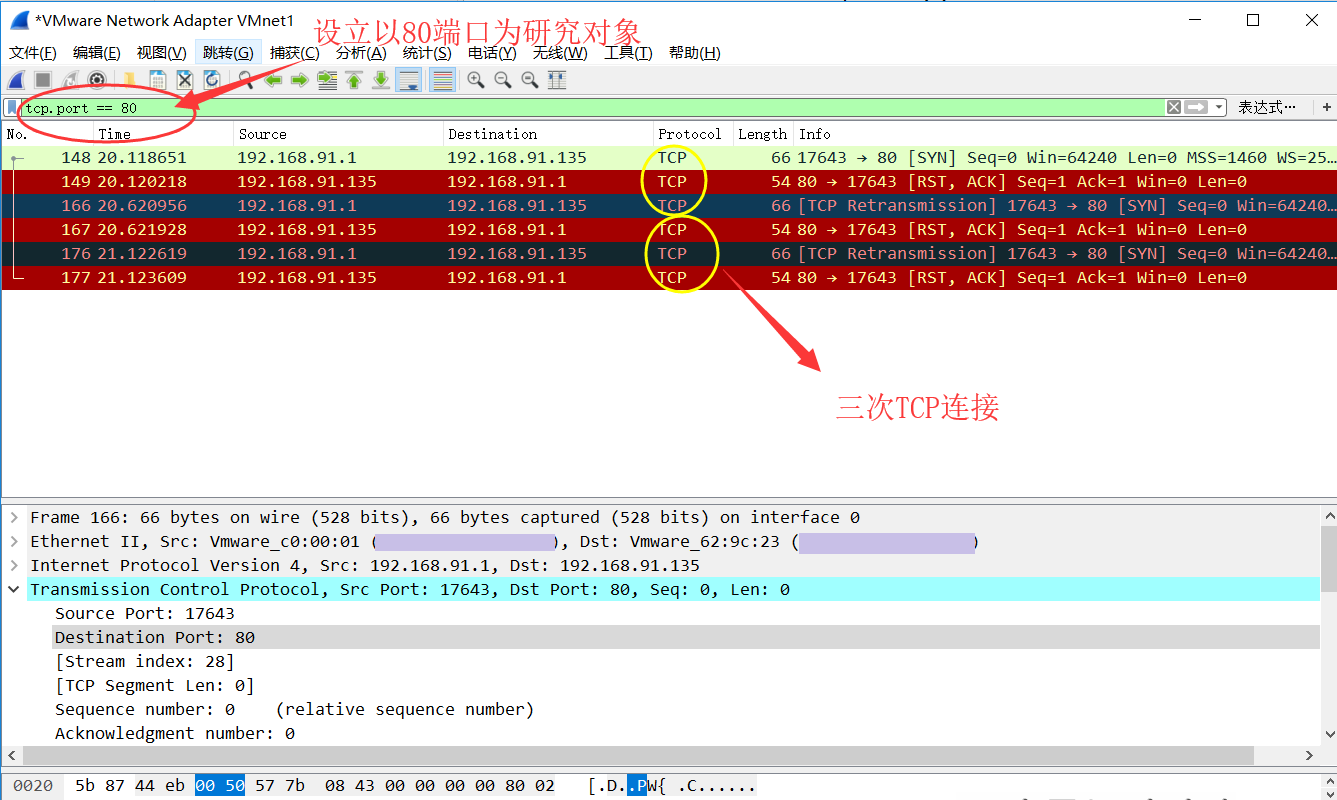 *VMware Network Adapter VMnet1
设立以80端口为研究对象
文件(F) 编辑(E) 视图(V) 跳转(G) 捕获(C) 分析(A) 统计(S) 电话(Y) 无线(W) 工具(T) 帮助(H)
tcp.port == 80 表达式… +
No. Time Source Destination Protocol Length Info
148 20.118651 192.168.91.1 192.168.91.135 TCP 66 17643 → 80 [SYN] Seq=0 Win=64240 Len=0 MSS=1460 WS=25…
149 20.120218 192.168.91.135 192.168.91.1 TCP 54 80 → 17643 [RST, ACK] Seq=1 Ack=1 Win=0 Len=0
166 20.620956 192.168.91.1 192.168.91.135 TCP 66 [TCP Retransmission] 17643 → 80 [SYN] Seq=0 Win=64240…
167 20.621928 192.168.91.135 192.168.91.1 TCP 54 80 → 17643 [RST, ACK] Seq=1 Ack=1 Win=0 Len=0
176 21.122619 192.168.91.1 192.168.91.135 TCP 66 [TCP Retransmission] 17643 → 80 [SYN] Seq=0 Win=64240…
177 21.123609 192.168.91.135 192.168.91.1 TCP 54 80 → 17643 [RST, ACK] Seq=1 Ack=1 Win=0 Len=0
三次TCP连接
Frame 166: 66 bytes on wire (528 bits), 66 bytes captured (528 bits) on interface 0
Ethernet II, Src: Vmware_c0:00:01 ( ), Dst: Vmware_62:9c:23 ( )
Internet Protocol Version 4, Src: 192.168.91.1, Dst: 192.168.91.135
Transmission Control Protocol, Src Port: 17643, Dst Port: 80, Seq: 0, Len: 0
Source Port: 17643
Destination Port: 80
[Stream index: 28]
[TCP Segment Len: 0]
Sequence number: 0 (relative sequence number)
Acknowledgment number: 0
0020 5b 87 44 eb 00 50 57 7b 08 43 00 00 00 00 80 02 [.D..PW{ .C......